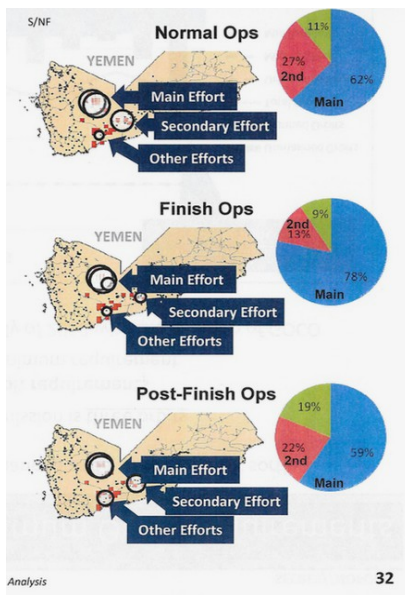 S/NF
Normal Ops
YEMEN
Main Effort
Secondary Effort
Other Efforts
11%
27%
2nd
62%
Main
Finish Ops
YEMEN
Main Effort
Secondary Effort
Other Efforts
9%
2nd
13%
78%
Main
Post-Finish Ops
YEMEN
Main Effort
Secondary Effort
Other Efforts
19%
22%
2nd
59%
Main
Analysis
32